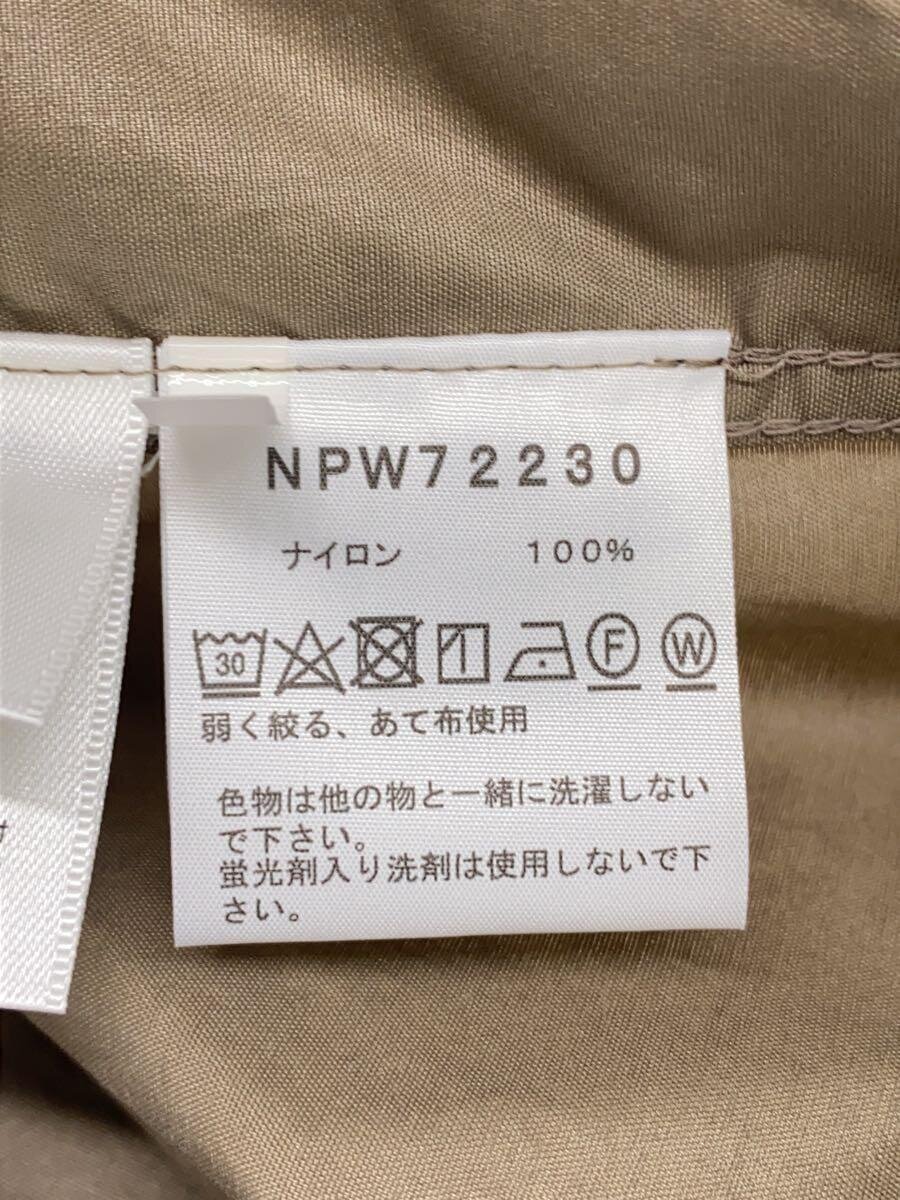 NPW72230
ナイロン 100%
30 F W
弱く絞る、あて布使用
色物は他の物と一緒に洗濯しない
で下さい。
蛍光剤入り洗剤は使用しないで下
さい。